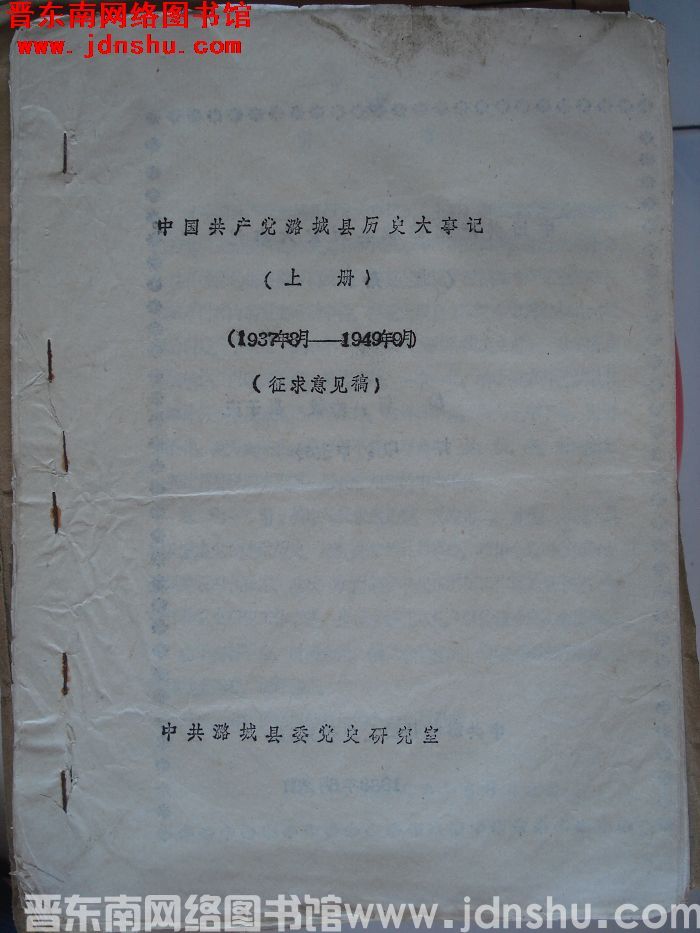 晋东南网络图书馆
www.jdnshu.com
中国共产党潞城县历史大事记
(上 册)
(1937年8月——1949年9月)
(征求意见稿)
中共潞城县委党史研究室
晋东南网络图书馆www.jdnshu.com